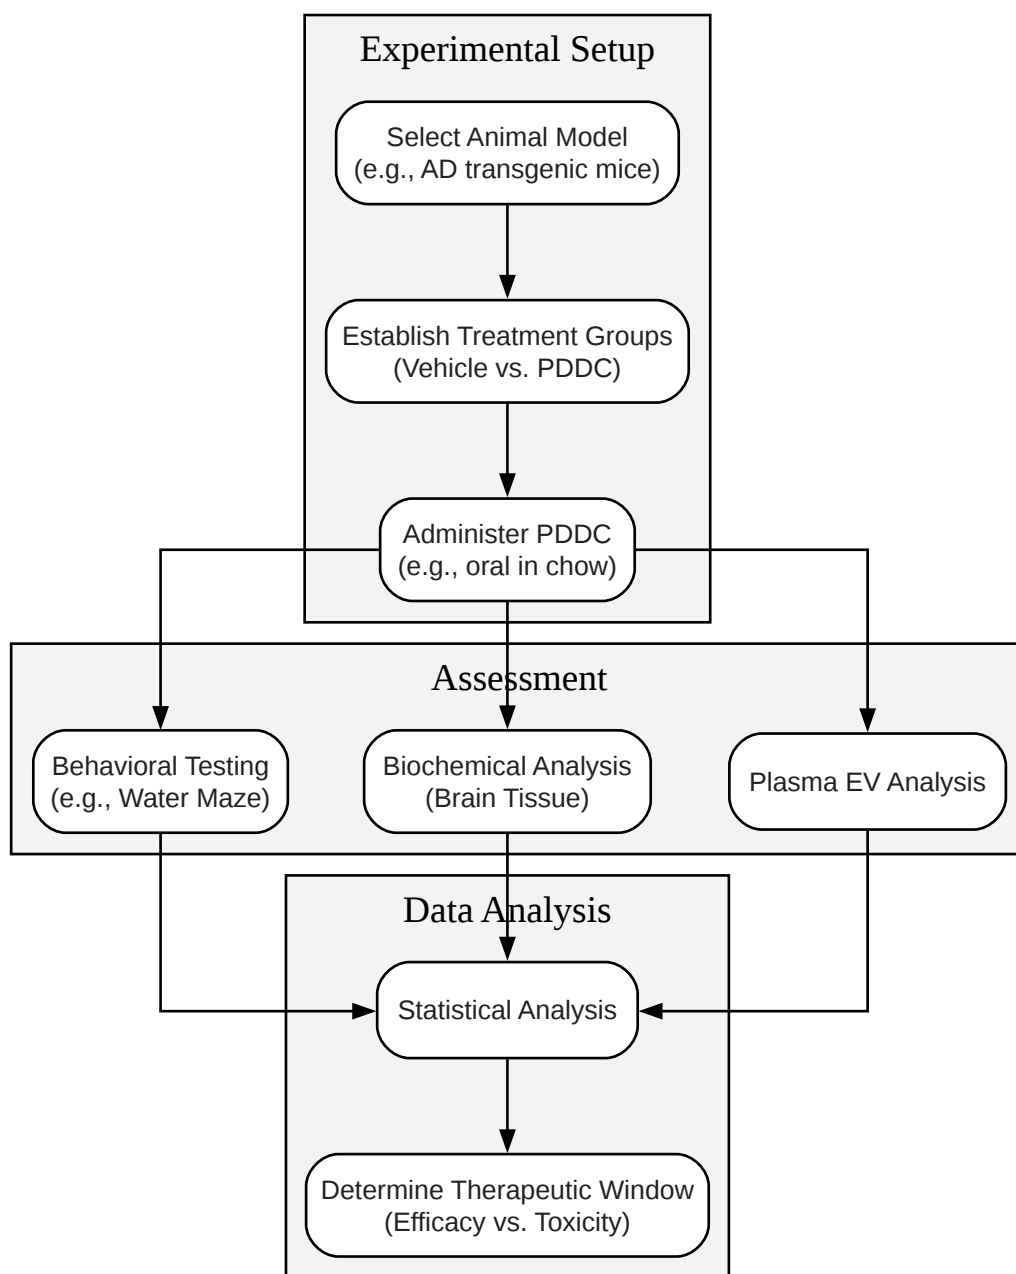 Experimental Setup
Select Animal Model
(e.g., AD transgenic mice)
Establish Treatment Groups
(Vehicle vs. PDDC)
Administer PDDC
(e.g., oral in chow)
Assessment
Behavioral Testing
(e.g., Water Maze)
Biochemical Analysis
(Brain Tissue)
Plasma EV Analysis
Data Analysis
Statistical Analysis
Determine Therapeutic Window
(Efficacy vs. Toxicity)